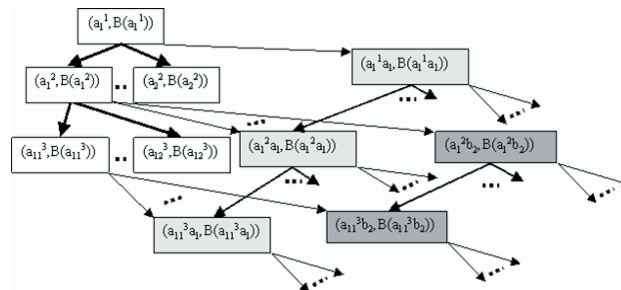 (a₁¹,B(a₁¹))
(a₁¹a₁,B(a₁¹a₁))
(a₁²,B(a₁²)) .. (a₂²,B(a₂²))
(a₁₁³,B(a₁₁³)) .. (a₁₂³,B(a₁₂³))
(a₁²a₁,B(a₁²a₁))
(a₁²b₂,B(a₁²b₂))
(a₁₁³a₁,B(a₁₁³a₁))
(a₁₁³b₂,B(a₁₁³b₂))